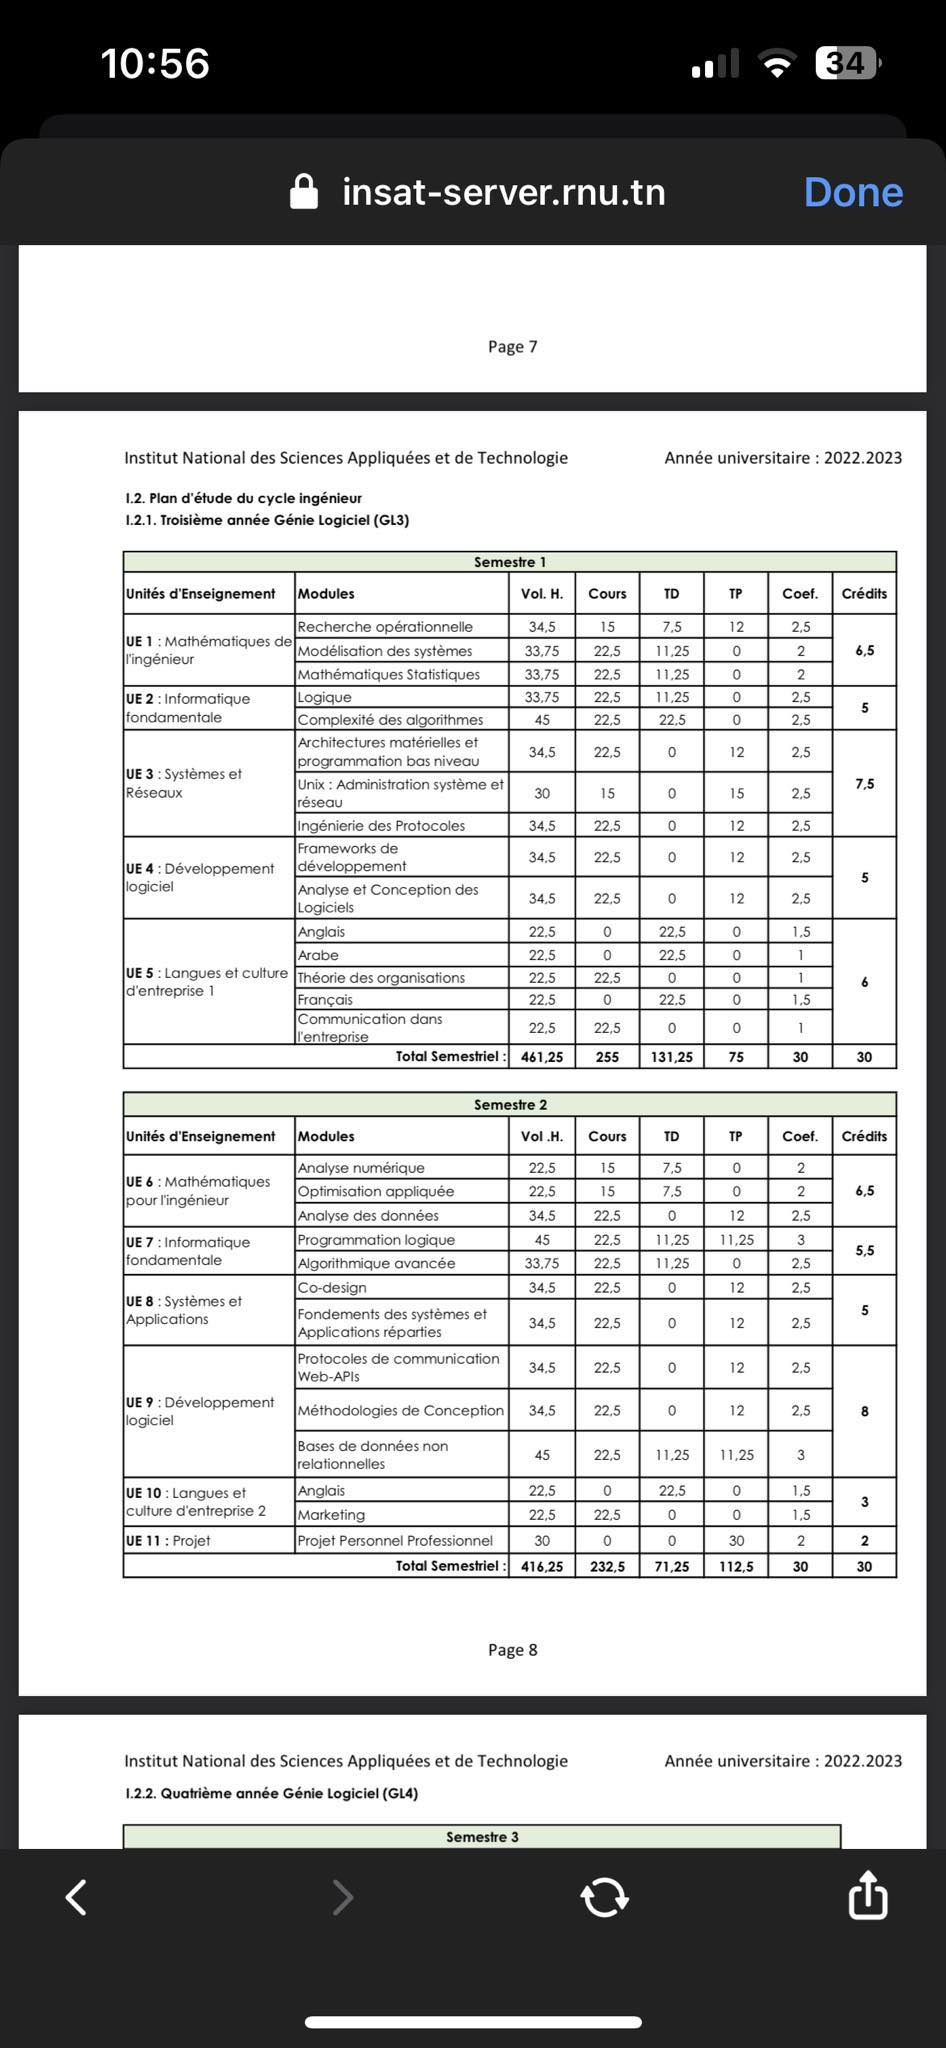 10:56
34
insat-server.rnu.tn Done
Page 7
Institut National des Sciences Appliquées et de Technologie Année universitaire : 2022.2023
I.2. Plan d'étude du cycle ingénieur
I.2.1. Troisième année Génie Logiciel (GL3)
Semestre 1
Unités d'Enseignement Modules Vol. H. Cours TD TP Coef. Crédits
UE 1 : Mathématiques de l'ingénieur Recherche opérationnelle 34,5 15 7,5 12 2,5 6,5
Modélisation des systèmes 33,75 22,5 11,25 0 2
Mathématiques Statistiques 33,75 22,5 11,25 0 2
UE 2 : Informatique fondamentale Logique 33,75 22,5 11,25 0 2,5 5
Complexité des algorithmes 45 22,5 22,5 0 2,5
UE 3 : Systèmes et Réseaux Architectures matérielles et programmation bas niveau 34,5 22,5 0 12 2,5 7,5
Unix : Administration système et réseau 30 15 0 15 2,5
Ingénierie des Protocoles 34,5 22,5 0 12 2,5
UE 4 : Développement logiciel Frameworks de développement 34,5 22,5 0 12 2,5 5
Analyse et Conception des Logiciels 34,5 22,5 0 12 2,5
UE 5 : Langues et culture d'entreprise 1 Anglais 22,5 0 22,5 0 1,5 6
Arabe 22,5 0 22,5 0 1
Théorie des organisations 22,5 22,5 0 0 1
Français 22,5 0 22,5 0 1,5
Communication dans l'entreprise 22,5 22,5 0 0 1
Total Semestriel : 461,25 255 131,25 75 30 30
Semestre 2
Unités d'Enseignement Modules Vol .H. Cours TD TP Coef. Crédits
UE 6 : Mathématiques pour l'ingénieur Analyse numérique 22,5 15 7,5 0 2 6,5
Optimisation appliquée 22,5 15 7,5 0 2
Analyse des données 34,5 22,5 0 12 2,5
UE 7 : Informatique fondamentale Programmation logique 45 22,5 11,25 11,25 3 5,5
Algorithmique avancée 33,75 22,5 11,25 0 2,5
UE 8 : Systèmes et Applications Co-design 34,5 22,5 0 12 2,5 5
Fondements des systèmes et Applications réparties 34,5 22,5 0 12 2,5
UE 9 : Développement logiciel Protocoles de communication Web-APIs 34,5 22,5 0 12 2,5 8
Méthodologies de Conception 34,5 22,5 0 12 2,5
Bases de données non relationnelles 45 22,5 11,25 11,25 3
UE 10 : Langues et culture d'entreprise 2 Anglais 22,5 0 22,5 0 1,5 3
Marketing 22,5 22,5 0 0 1,5
UE 11 : Projet Projet Personnel Professionnel 30 0 0 30 2 2
Total Semestriel : 416,25 232,5 71,25 112,5 30 30
Page 8
Institut National des Sciences Appliquées et de Technologie Année universitaire : 2022.2023
I.2.2. Quatrième année Génie Logiciel (GL4)
Semestre 3